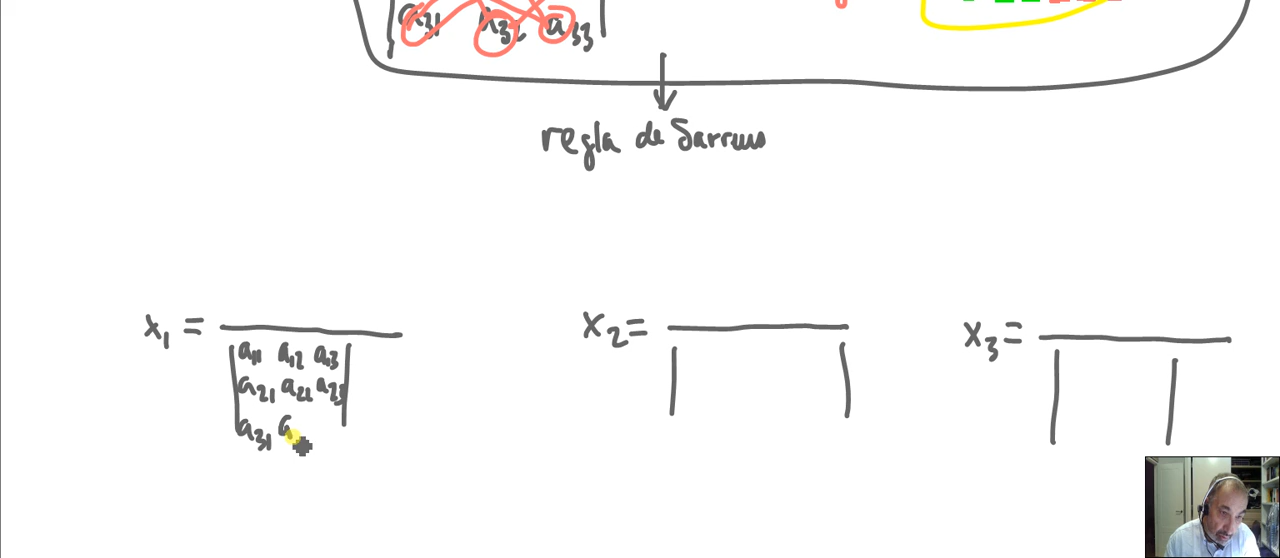 a31 a32 a33
regla de Sarrus
x1 = x2= x3=
a11 a12 a13
a21 a22 a23
a31 a